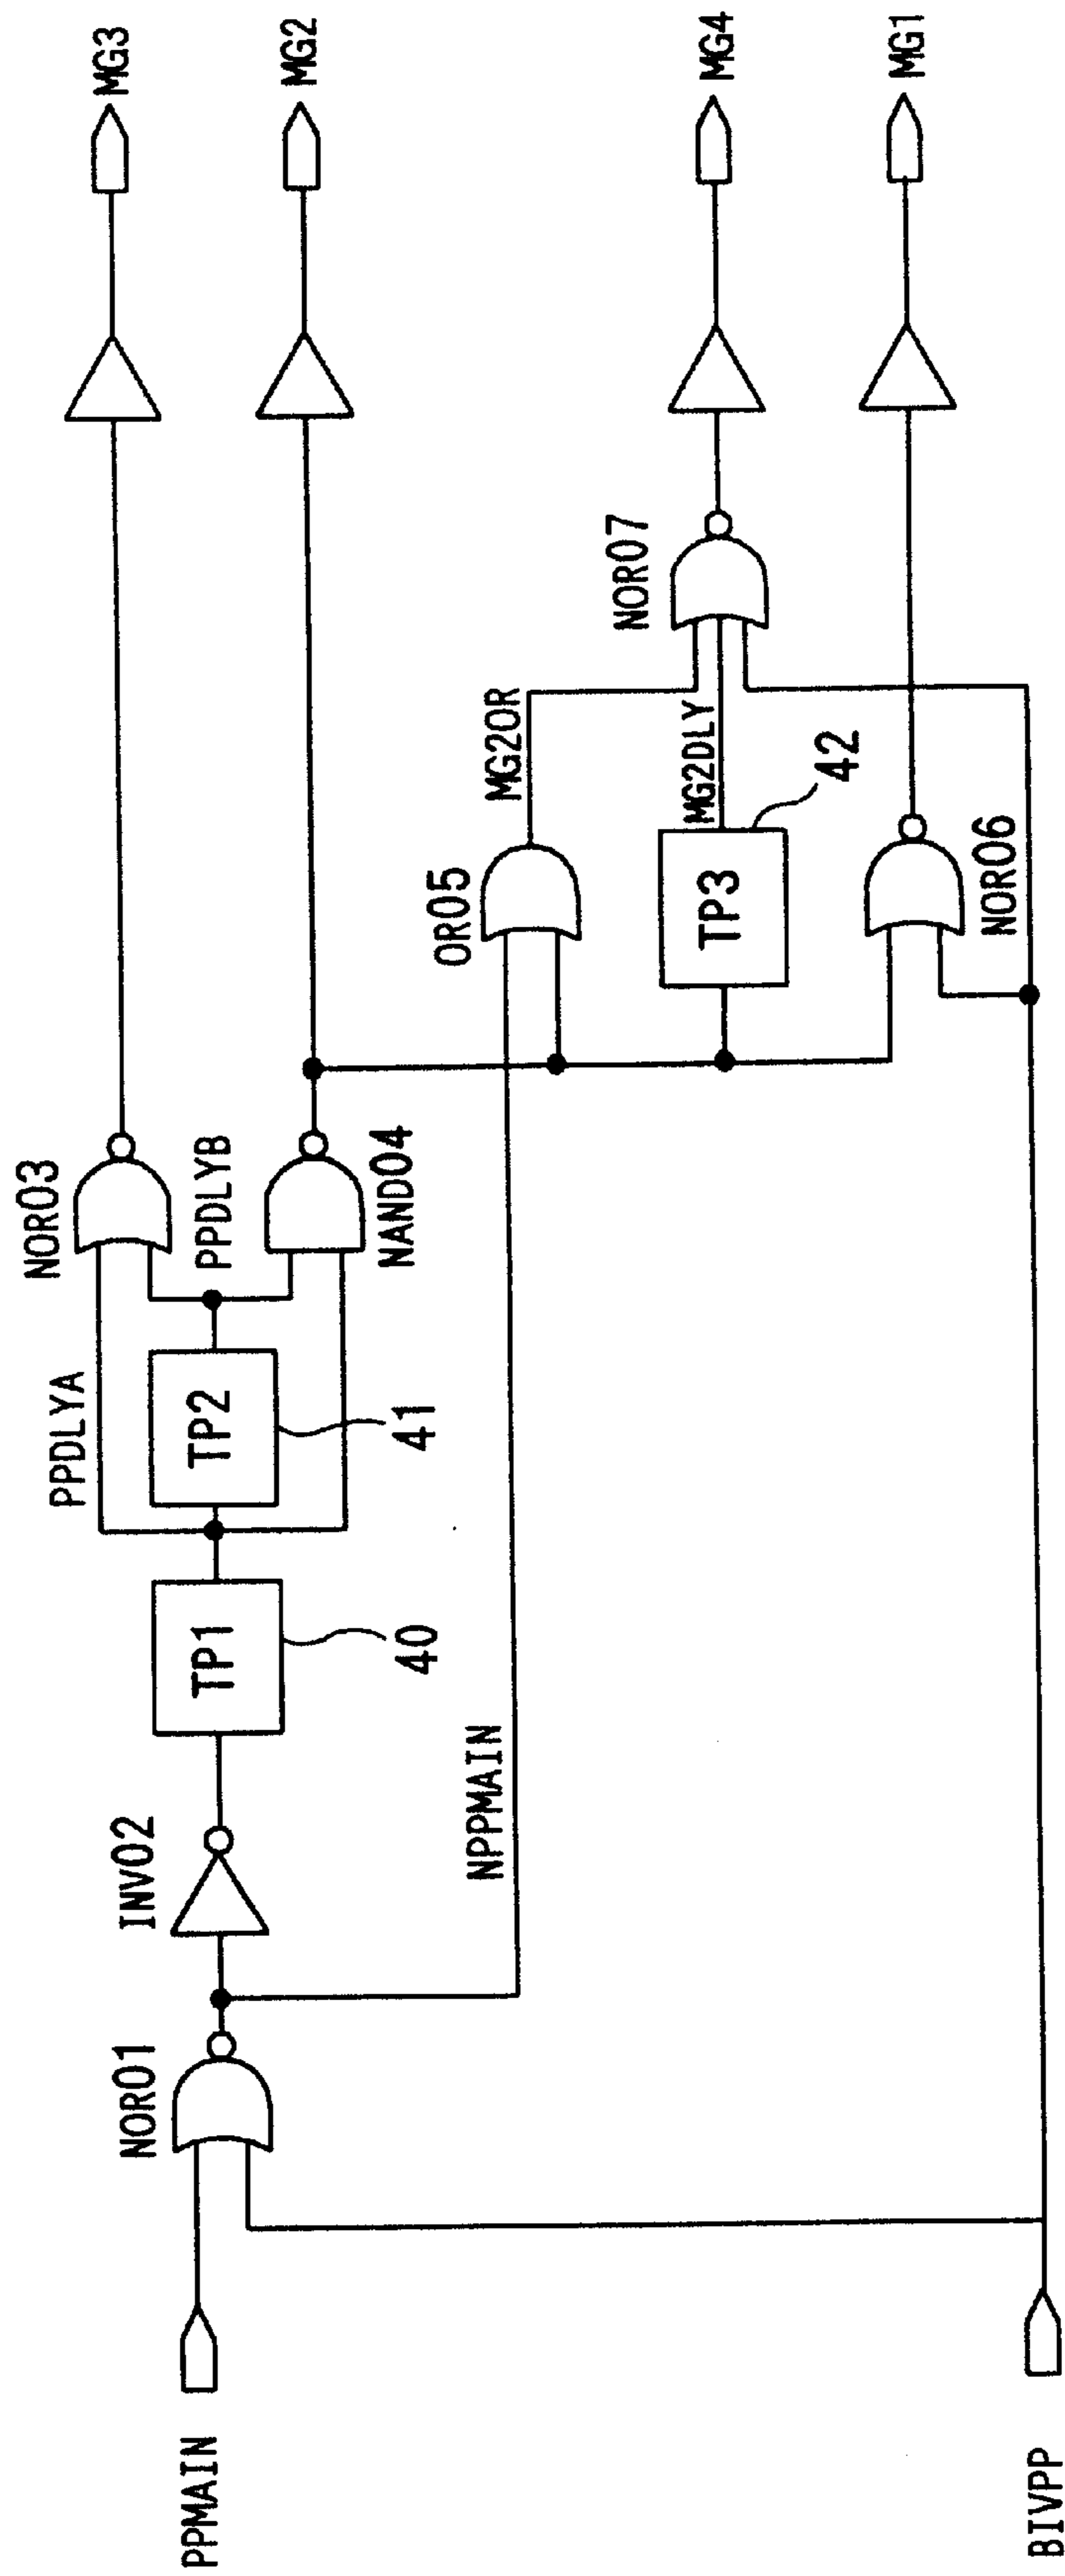 PPMAIN
BIVPP
NOR01
INV02
NPPMAIN
TP1
40
PPDLYA
TP2
41
NOR03
PPDLYB
NAND04
OR05
MG2OR
TP3
MG2DLY
42
NOR06
NOR07
MG3
MG2
MG4
MG1